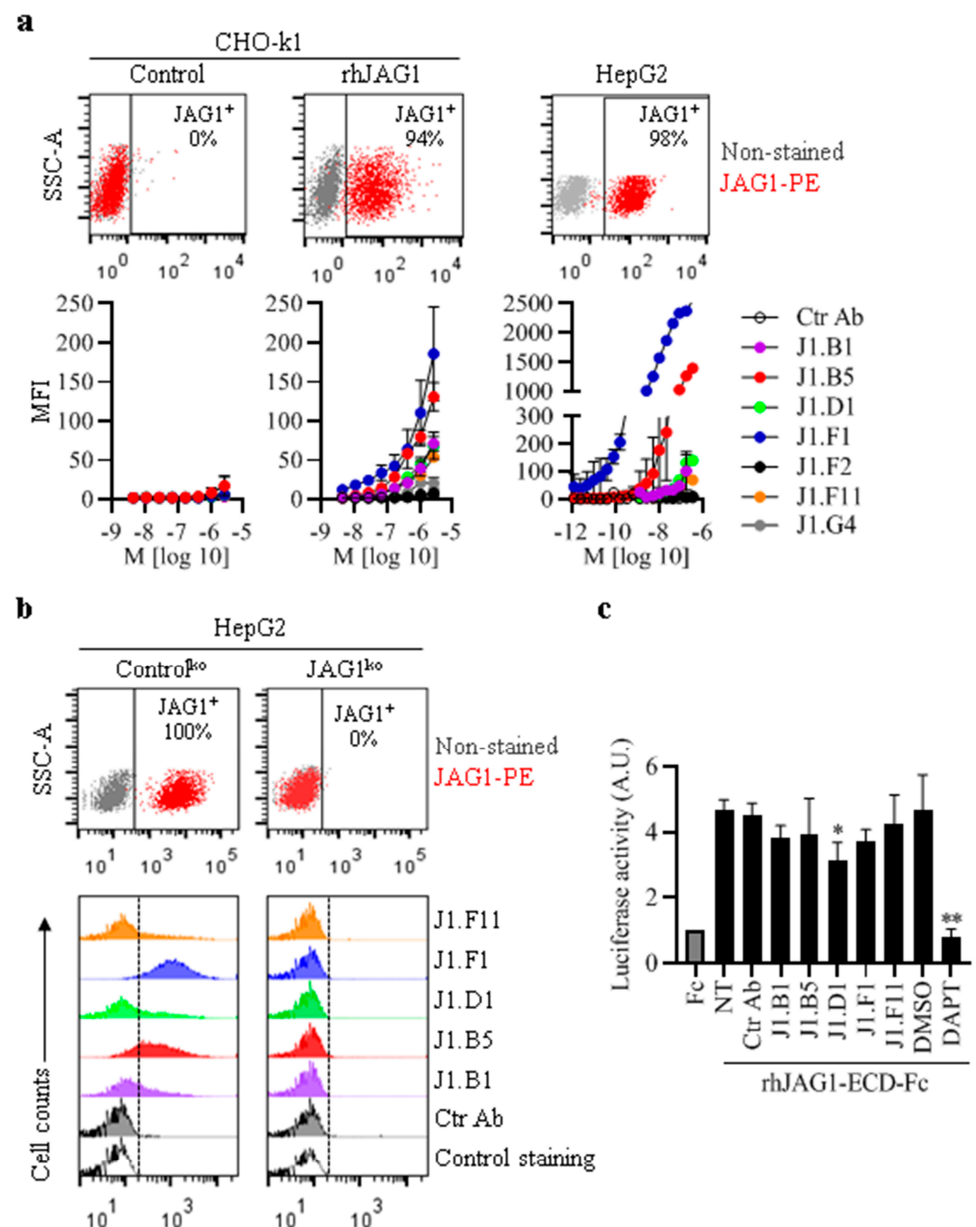 a
CHO-k1
Control
rhJAG1
HepG2
SSC-A
JAG1+
0%
JAG1+
94%
JAG1+
98%
Non-stained
JAG1-PE
10^0 10^2 10^4
10^0 10^2 10^4
10^0 10^2 10^4
MFI
250
200
150
100
50
0
-9 -8 -7 -6 -5
M [log 10]
250
200
150
100
50
0
-9 -8 -7 -6 -5
M [log 10]
2500
2000
1500
1000
300
200
100
0
-12 -10 -8 -6
M [log 10]
Ctr Ab
J1.B1
J1.B5
J1.D1
J1.F1
J1.F2
J1.F11
J1.G4
b
HepG2
Control^ko
JAG1^ko
SSC-A
JAG1+
100%
JAG1+
0%
Non-stained
JAG1-PE
10^1 10^3 10^5
10^1 10^3 10^5
Cell counts
J1.F11
J1.F1
J1.D1
J1.B5
J1.B1
Ctr Ab
Control staining
10^1 10^3
10^1 10^3
c
Luciferase activity (A.U.)
6
4
2
0
*
**
Fc
NT
Ctr Ab
J1.B1
J1.B5
J1.D1
J1.F1
J1.F11
DMSO
DAPT
rhJAG1-ECD-Fc